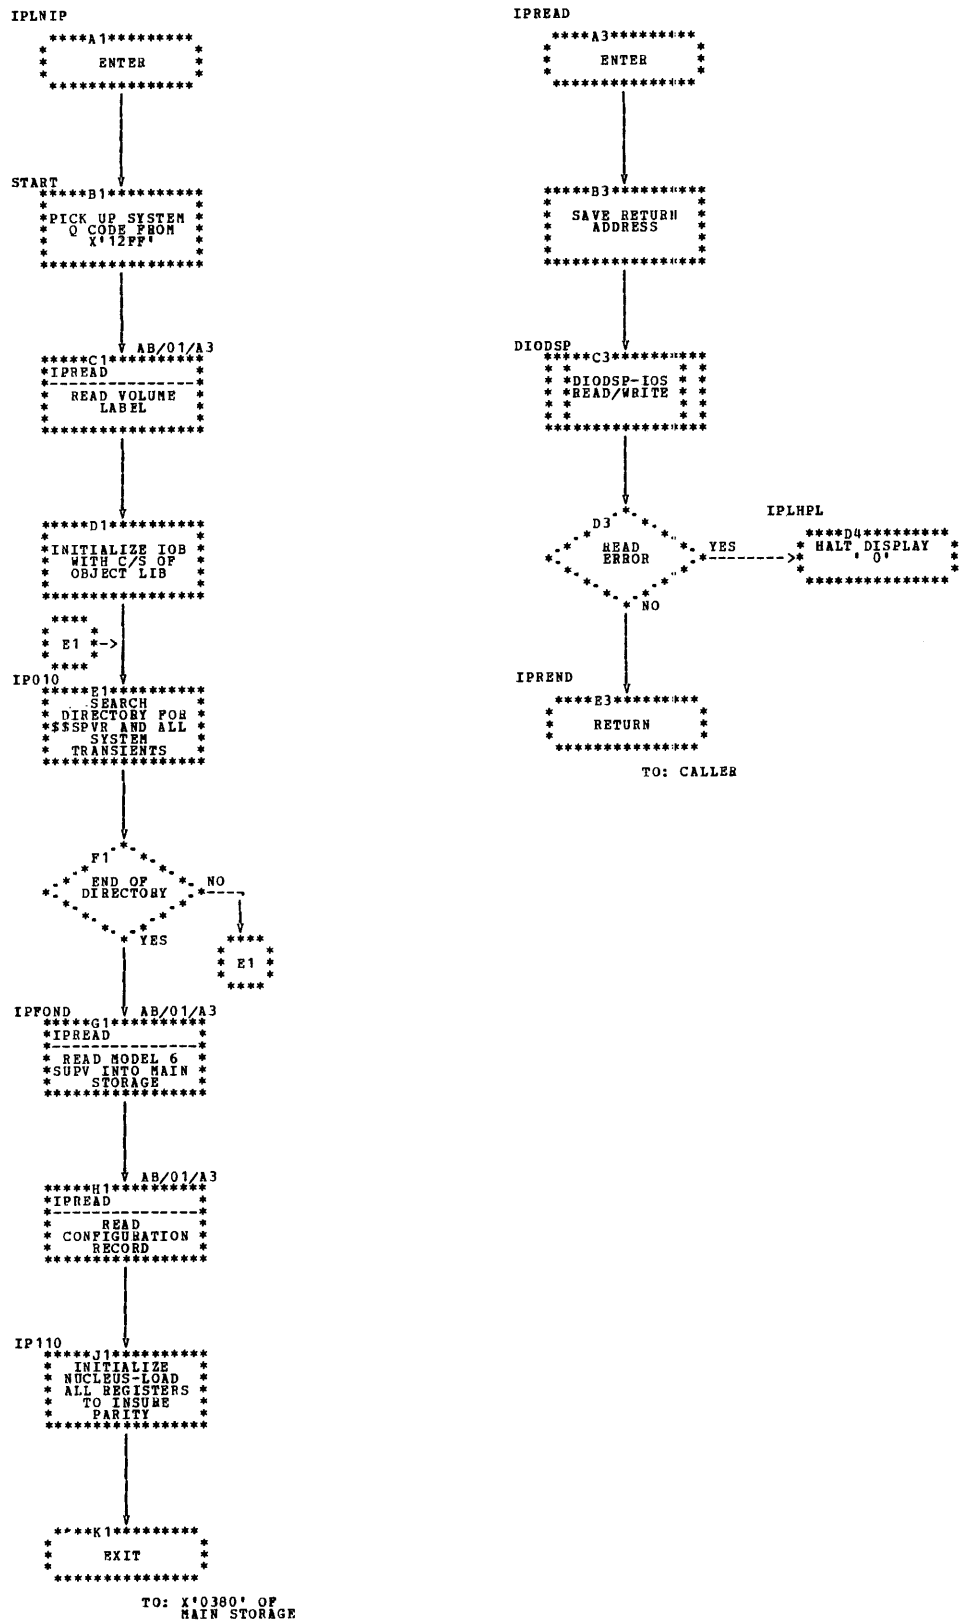 IPLNIP
A1
ENTER
START
B1
PICK UP SYSTEM
Q CODE FROM
X'12FF'
AB/01/A3
C1
IPREAD
READ VOLUME
LABEL
D1
INITIALIZE IOB
WITH C/S OF
OBJECT LIB
E1
IP010
E1
SEARCH
DIRECTORY FOR
$$SPVR AND ALL
SYSTEM
TRANSIENTS
F1
END OF
DIRECTORY
NO
YES
E1
IPFOND
AB/01/A3
G1
IPREAD
READ MODEL 6
SUPV INTO MAIN
STORAGE
AB/01/A3
H1
IPREAD
READ
CONFIGURATION
RECORD
IP110
J1
INITIALIZE
NUCLEUS-LOAD
ALL REGISTERS
TO INSURE
PARITY
K1
EXIT
TO: X'0380' OF
MAIN STORAGE
IPREAD
A3
ENTER
B3
SAVE RETURN
ADDRESS
DIODSP
C3
DIODSP-IOS
READ/WRITE
D3
READ
ERROR
YES
NO
IPLHPL
D4
HALT DISPLAY
' 0'
IPREND
E3
RETURN
TO: CALLER